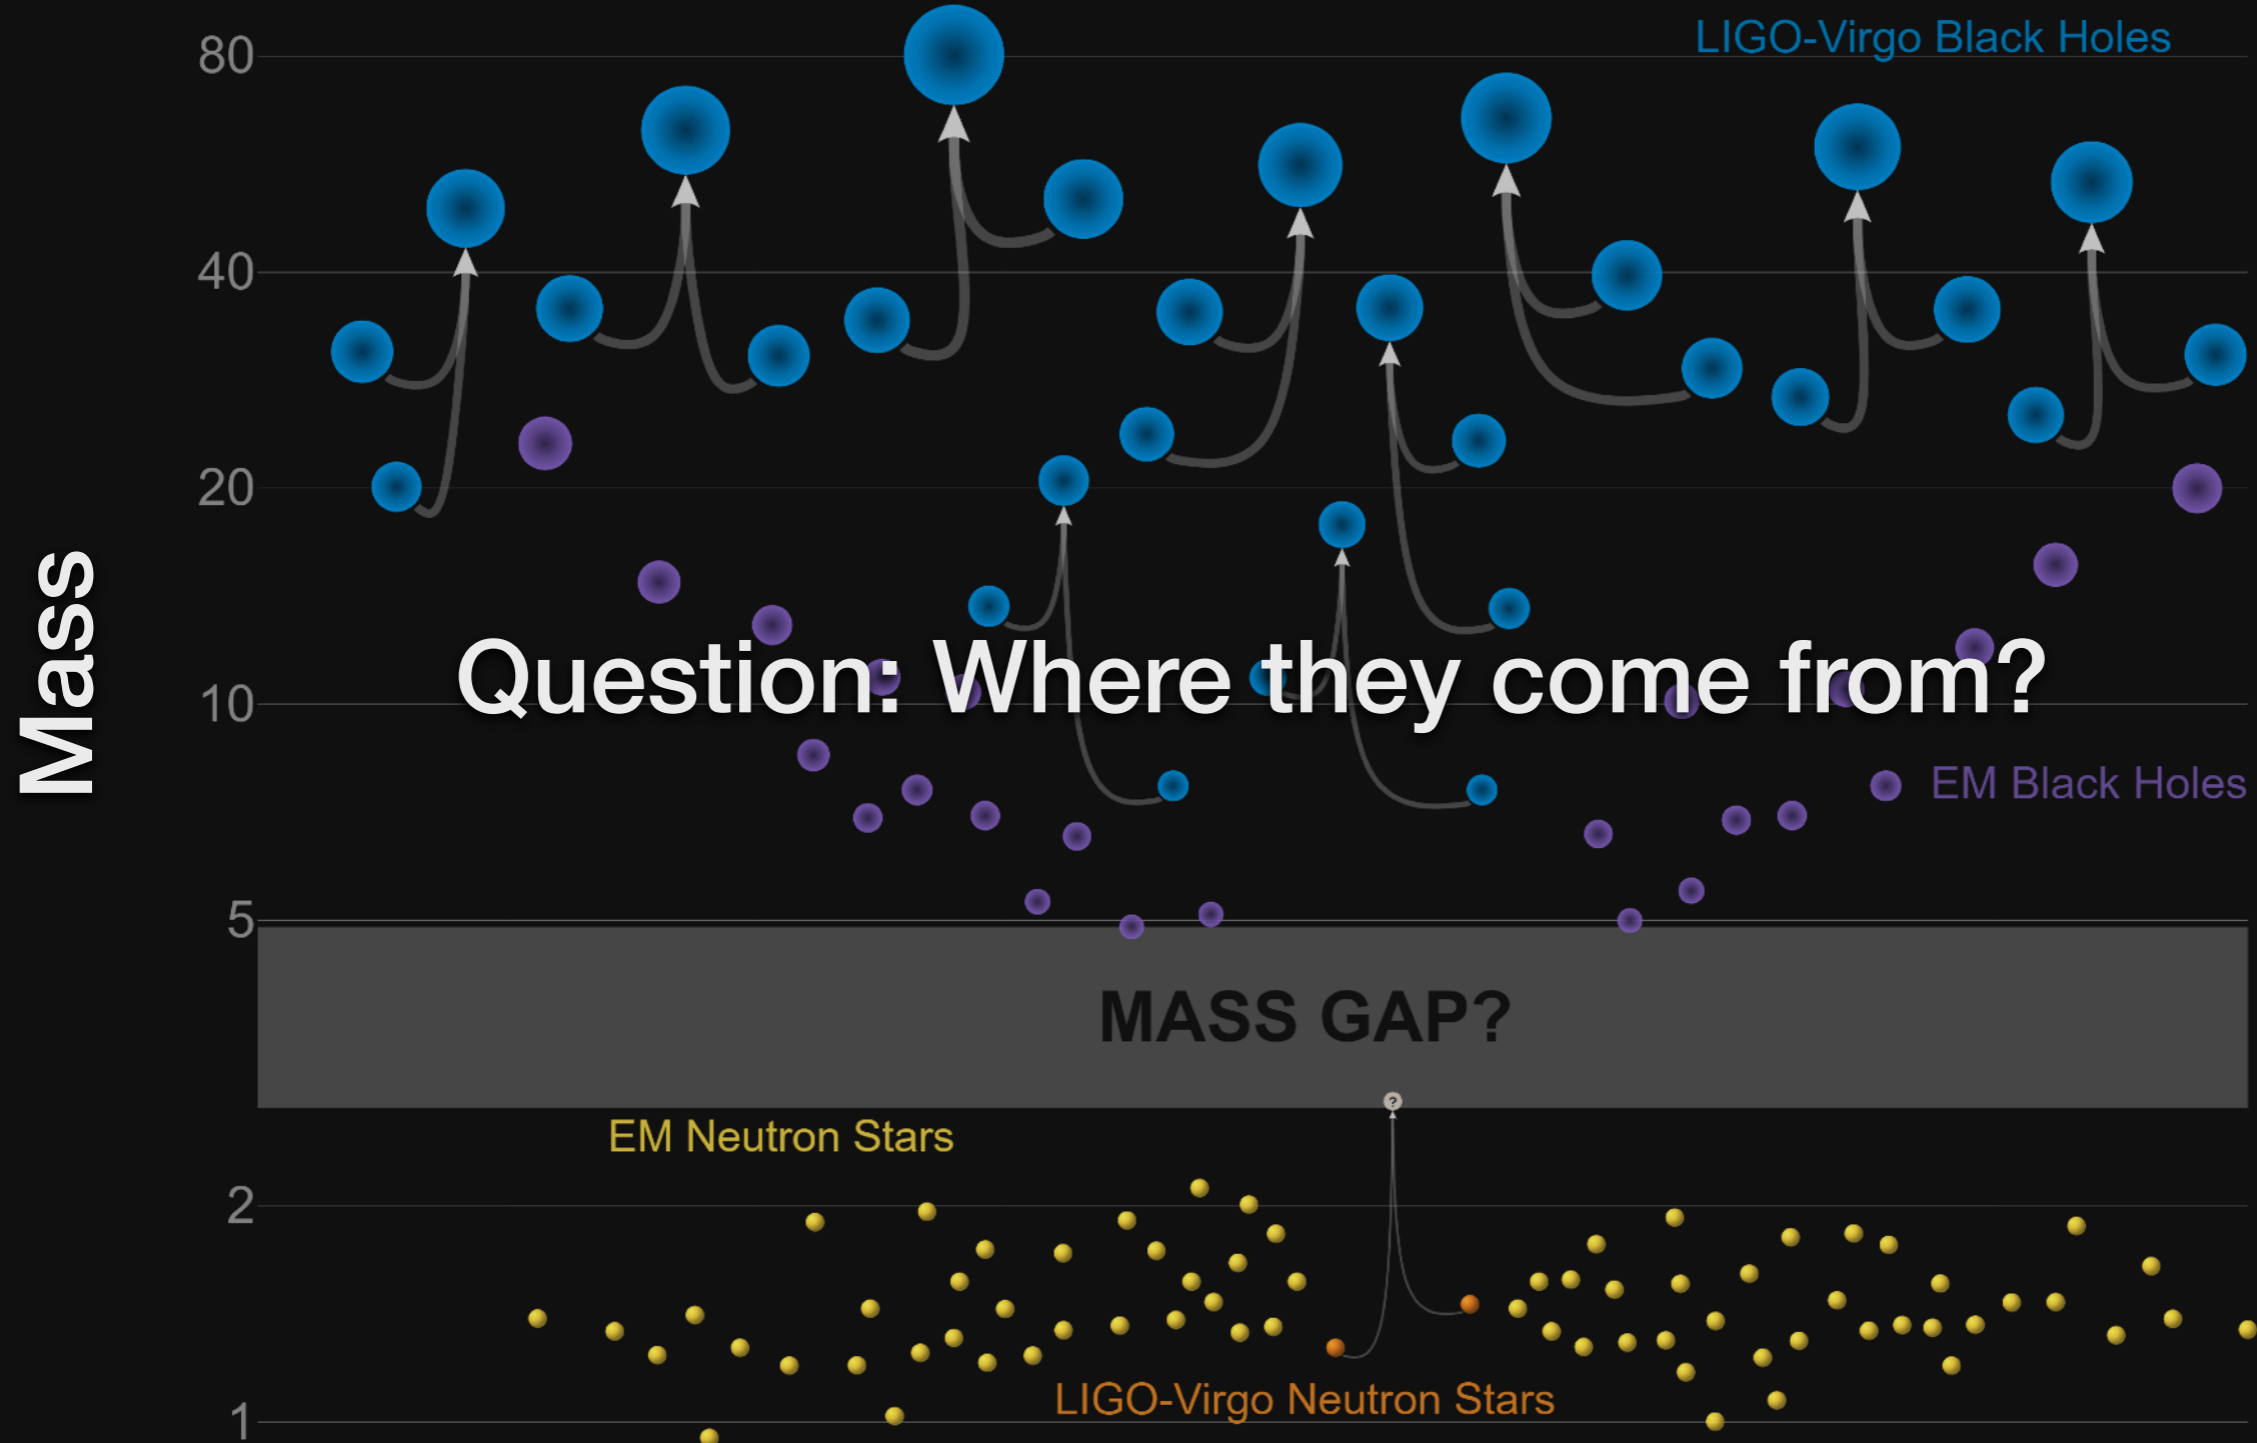 LIGO-Virgo Black Holes
80
40
20
Mass
Question: Where they come from?
10
EM Black Holes
5
MASS GAP?
?
EM Neutron Stars
2
LIGO-Virgo Neutron Stars
1